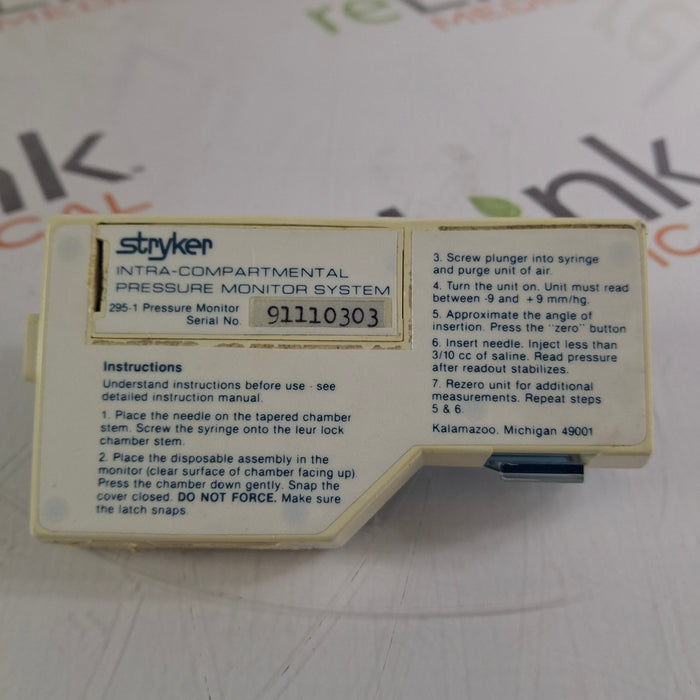 reLink
MEDICAL
stryker
INTRA-COMPARTMENTAL
PRESSURE MONITOR SYSTEM
295-1 Pressure Monitor
Serial No. 91110303
Instructions
Understand instructions before use - see
detailed instruction manual.
1. Place the needle on the tapered chamber
stem. Screw the syringe onto the leur lock
chamber stem.
2. Place the disposable assembly in the
monitor (clear surface of chamber facing up).
Press the chamber down gently. Snap the
cover closed. DO NOT FORCE. Make sure
the latch snaps.
3. Screw plunger into syringe
and purge unit of air.
4. Turn the unit on. Unit must read
between -9 and +9 mm/hg.
5. Approximate the angle of
insertion. Press the "zero" button
6. Insert needle. Inject less than
3/10 cc of saline. Read pressure
after readout stabilizes.
7. Rezero unit for additional
measurements. Repeat steps
5 & 6.
Kalamazoo, Michigan 49001